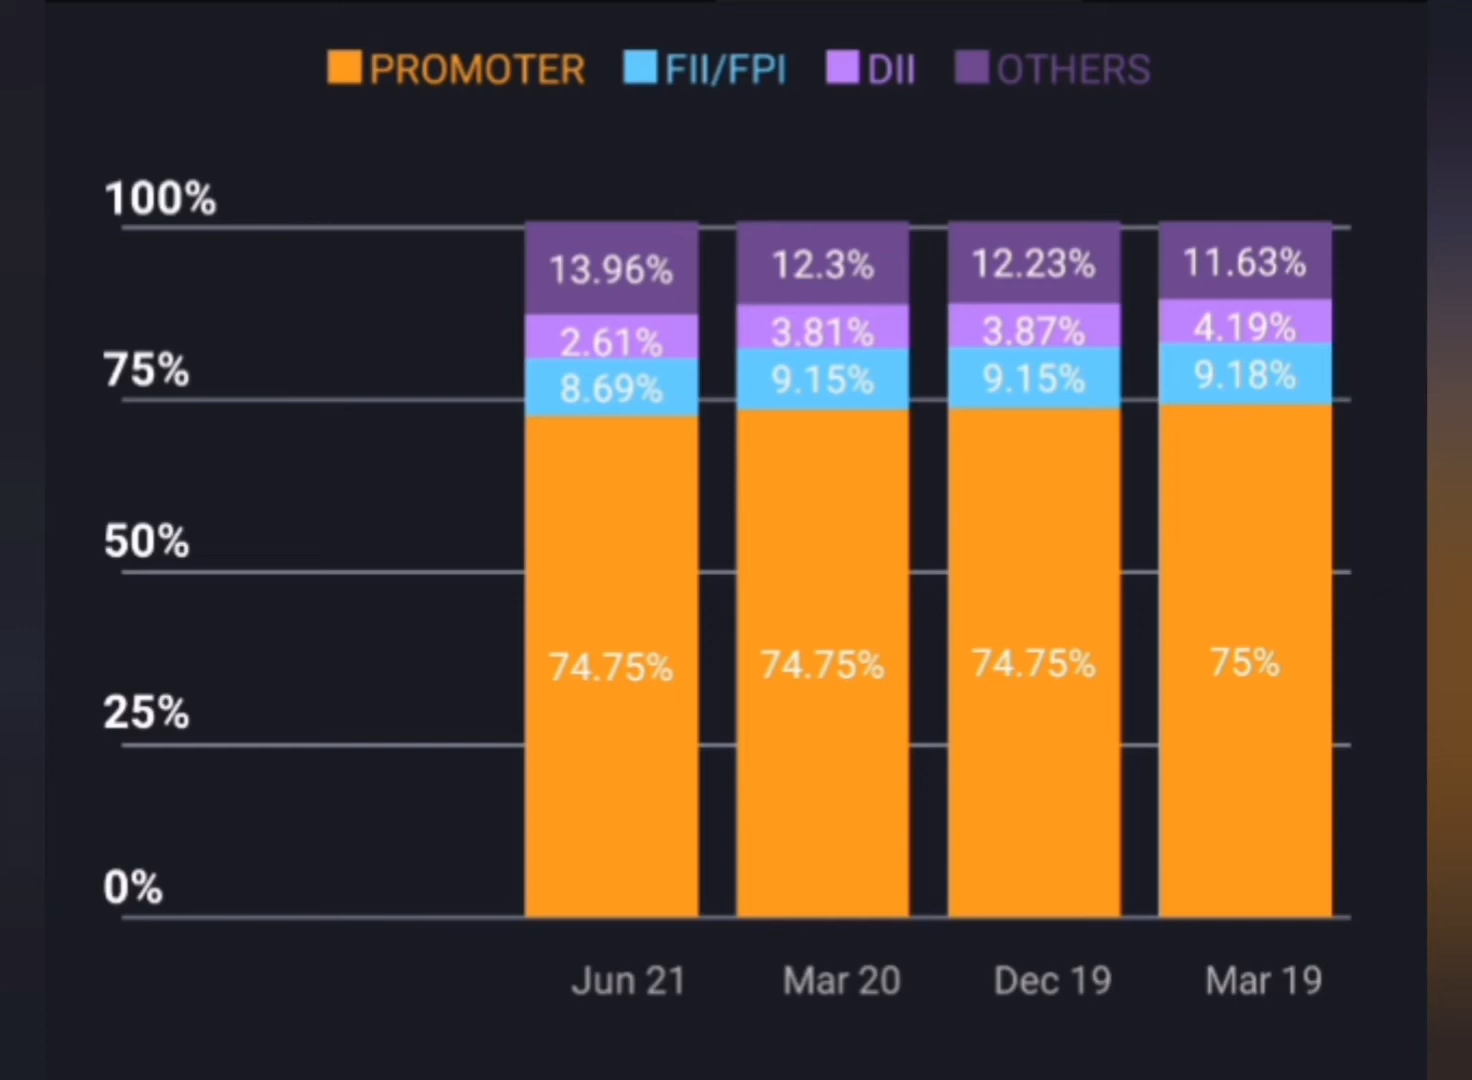 PROMOTER FII/FPI DII OTHERS
100%
13.96% 12.3% 12.23% 11.63%
2.61% 3.81% 3.87% 4.19%
75%
8.69% 9.15% 9.15% 9.18%
50%
74.75% 74.75% 74.75% 75%
25%
0%
Jun 21 Mar 20 Dec 19 Mar 19